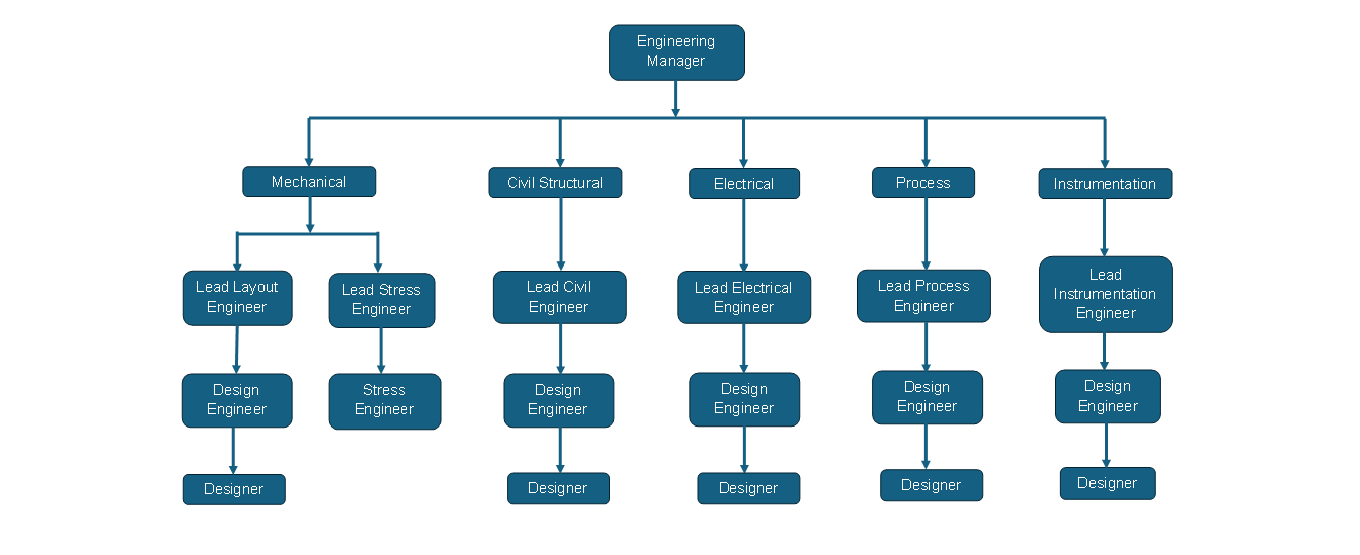 Engineering
Manager
Mechanical
Civil Structural
Electrical
Process
Instrumentation
Lead Layout
Engineer
Lead Stress
Engineer
Lead Civil
Engineer
Lead Electrical
Engineer
Lead Process
Engineer
Lead
Instrumentation
Engineer
Design
Engineer
Stress
Engineer
Design
Engineer
Design
Engineer
Design
Engineer
Design
Engineer
Designer
Designer
Designer
Designer
Designer